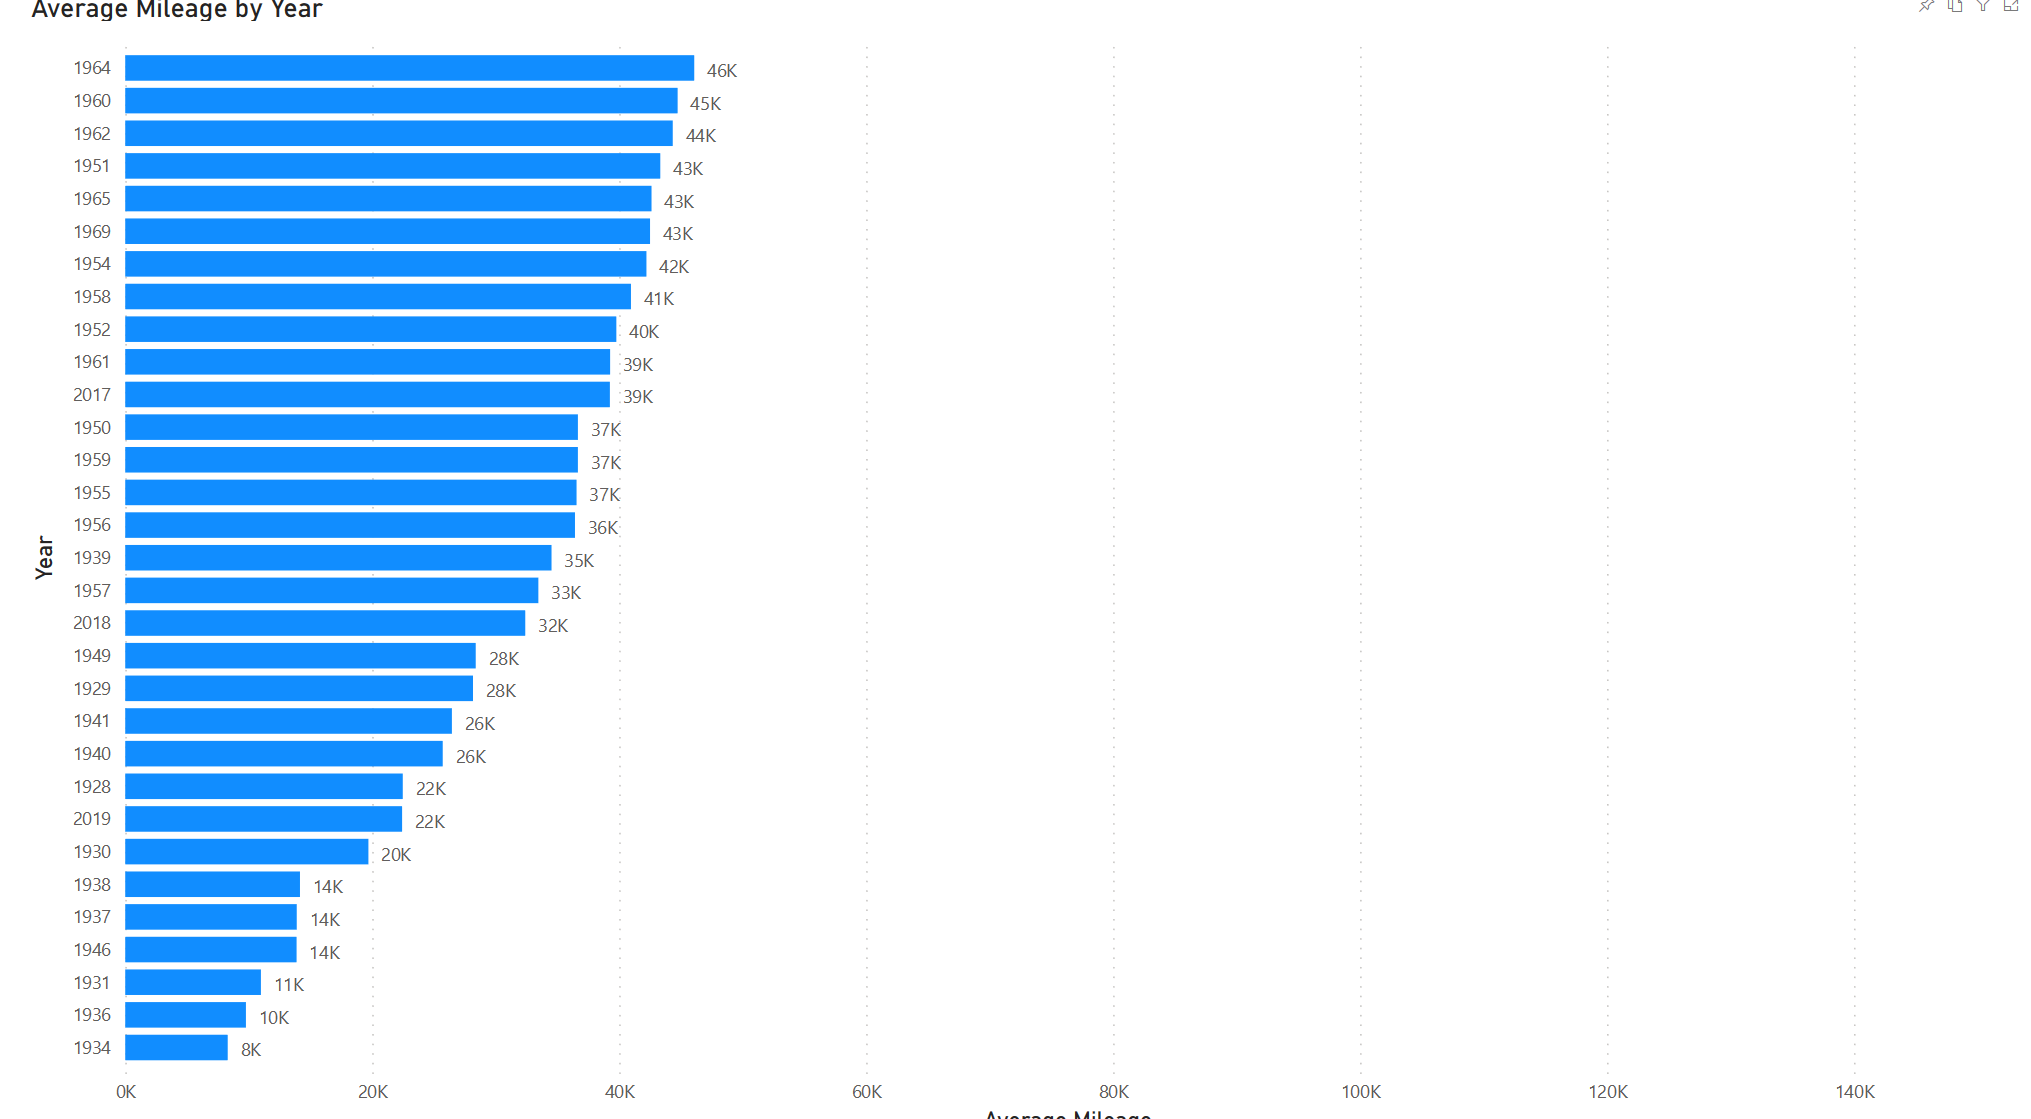 Average Mileage by Year
1964 46K
1960 45K
1962 44K
1951 43K
1965 43K
1969 43K
1954 42K
1958 41K
1952 40K
1961 39K
2017 39K
1950 37K
1959 37K
1955 37K
1956 36K
Year
1939 35K
1957 33K
2018 32K
1949 28K
1929 28K
1941 26K
1940 26K
1928 22K
2019 22K
1930 20K
1938 14K
1937 14K
1946 14K
1931 11K
1936 10K
1934 8K
0K 20K 40K 60K 80K 100K 120K 140K
Average Mileage